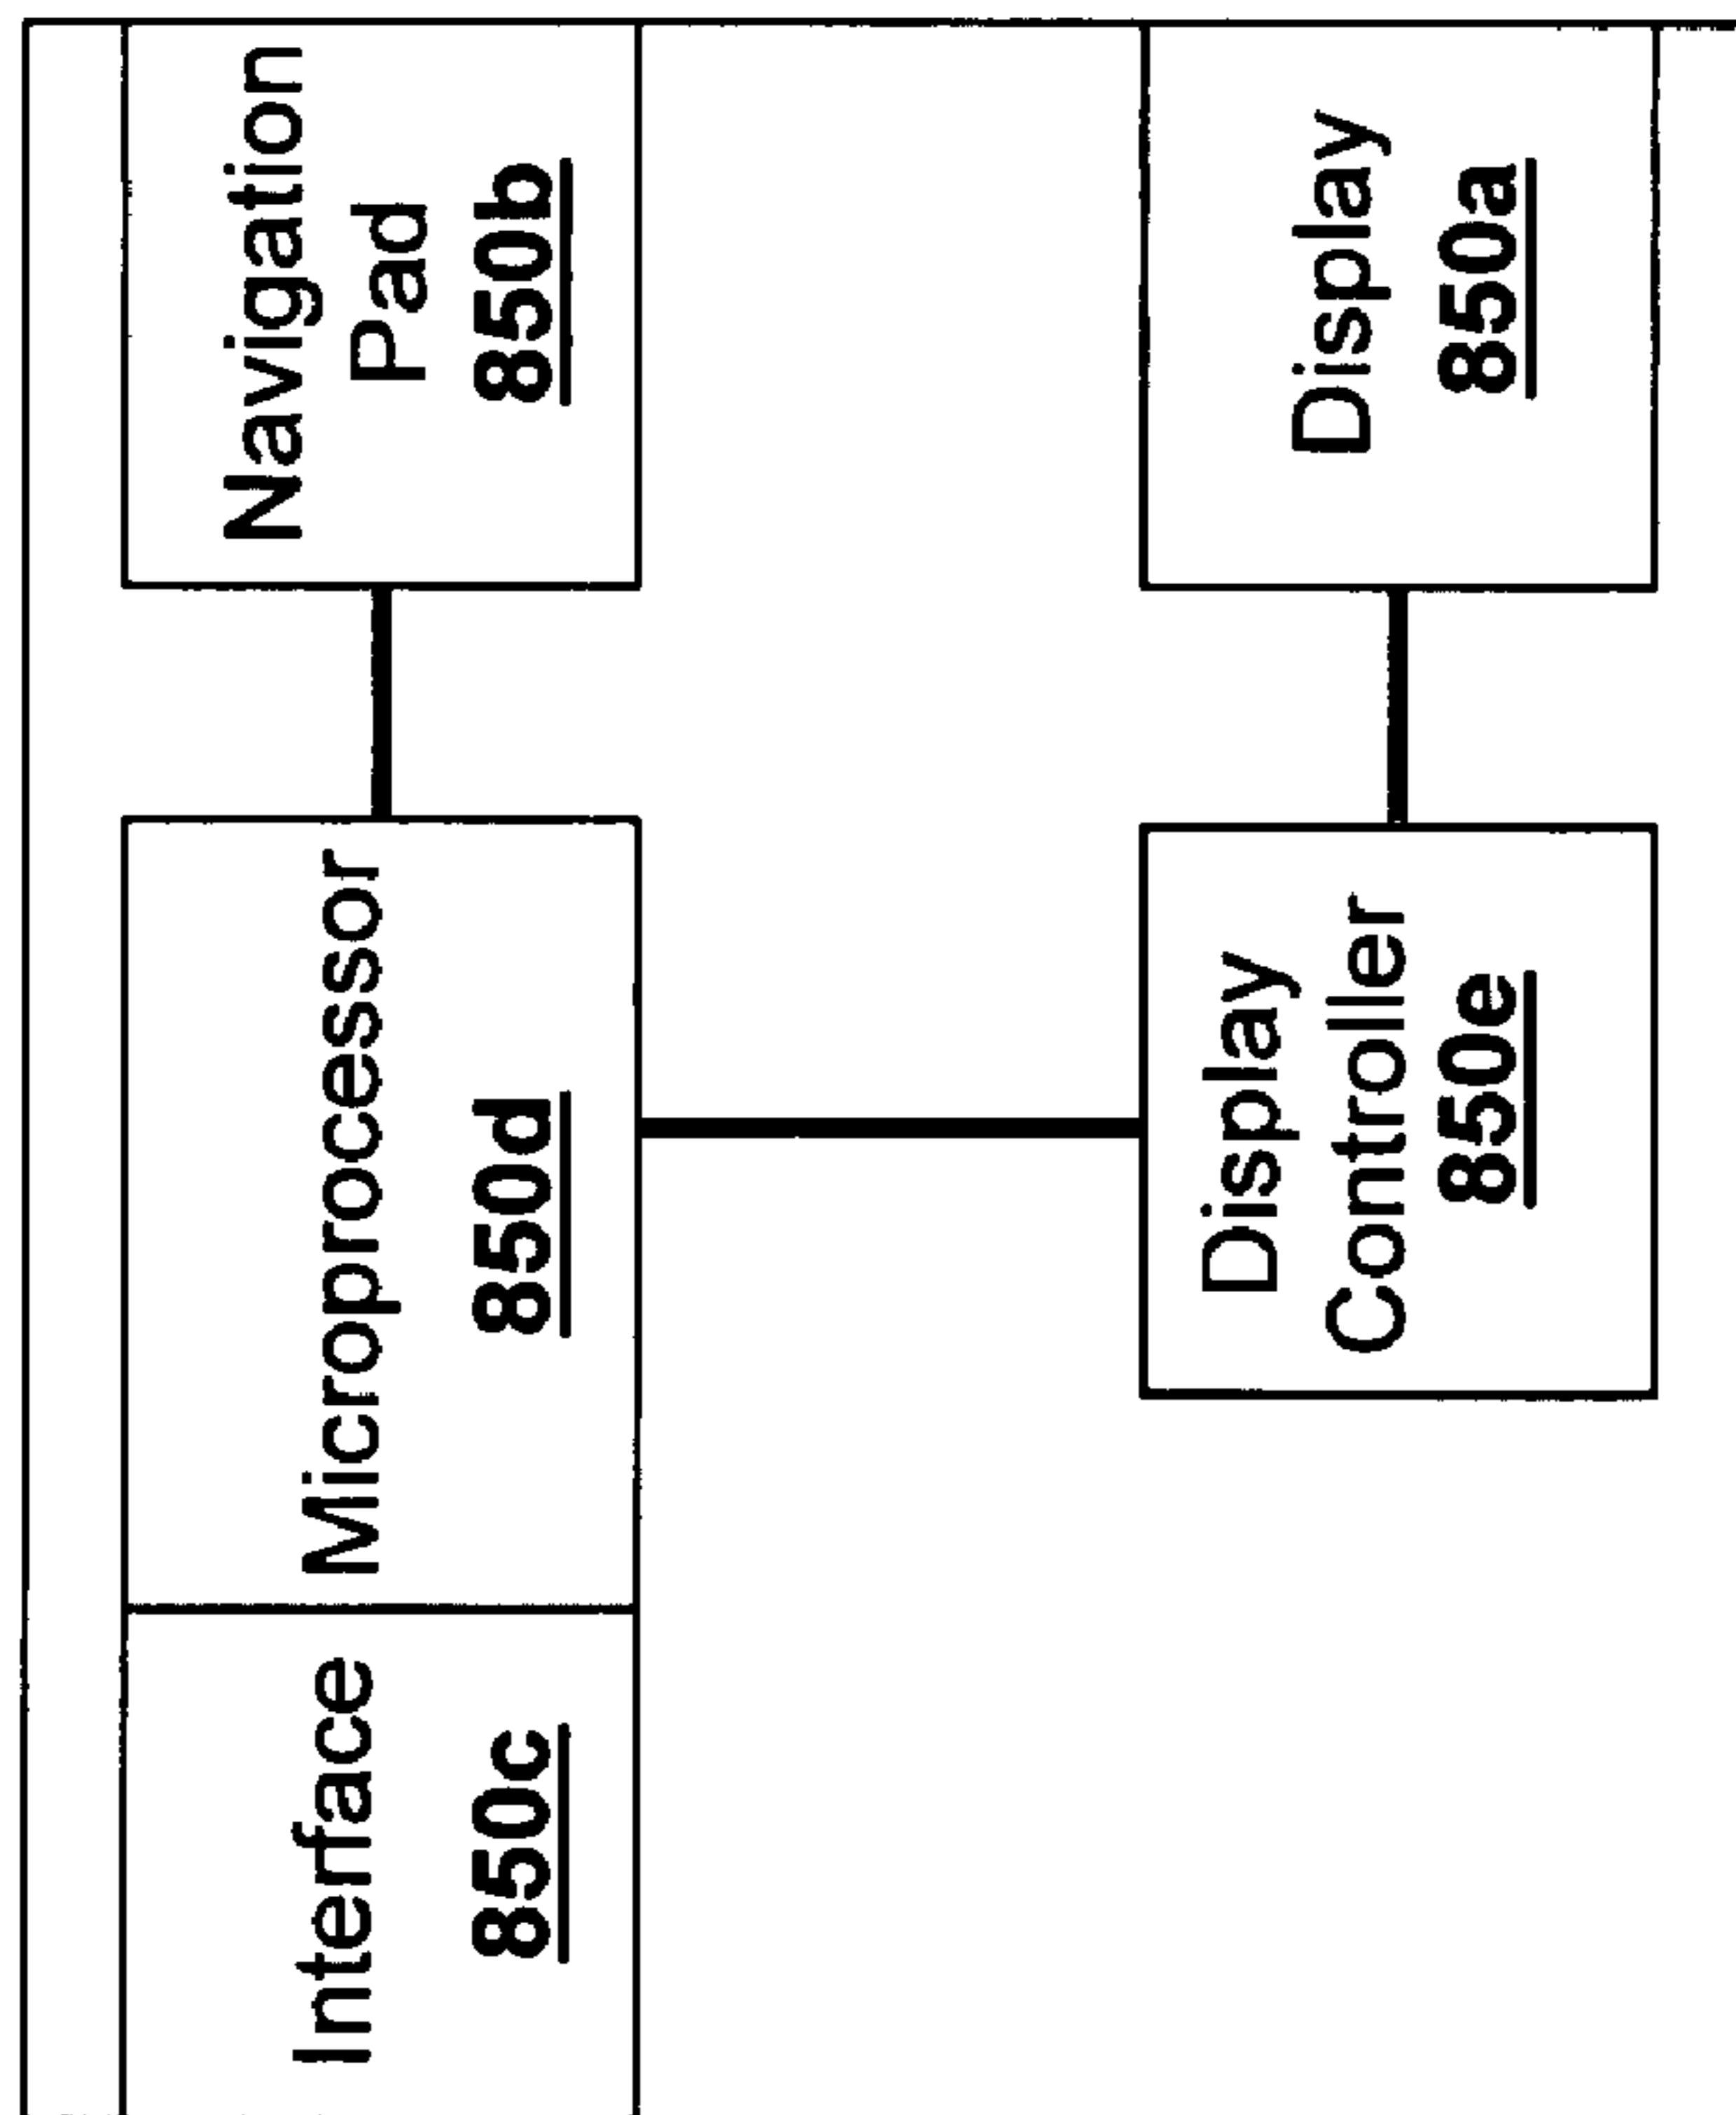 Interface
850c
Microprocessor
850d
Navigation
Pad
850b
Display
Controller
850e
Display
850a